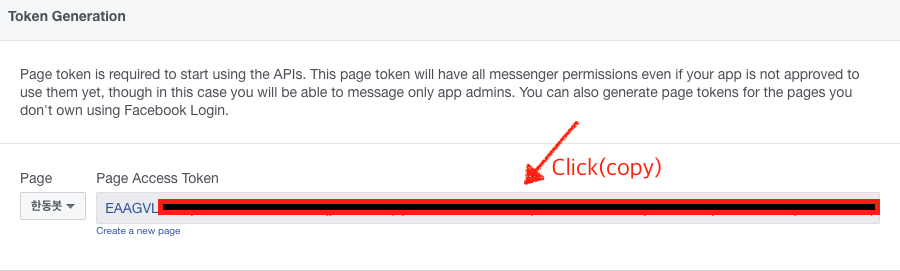 Token Generation
Page token is required to start using the APIs. This page token will have all messenger permissions even if your app is not approved to
use them yet, though in this case you will be able to message only app admins. You can also generate page tokens for the pages you
don't own using Facebook Login.
Click(copy)
Page Page Access Token
한동봇 EAAGVL
Create a new page